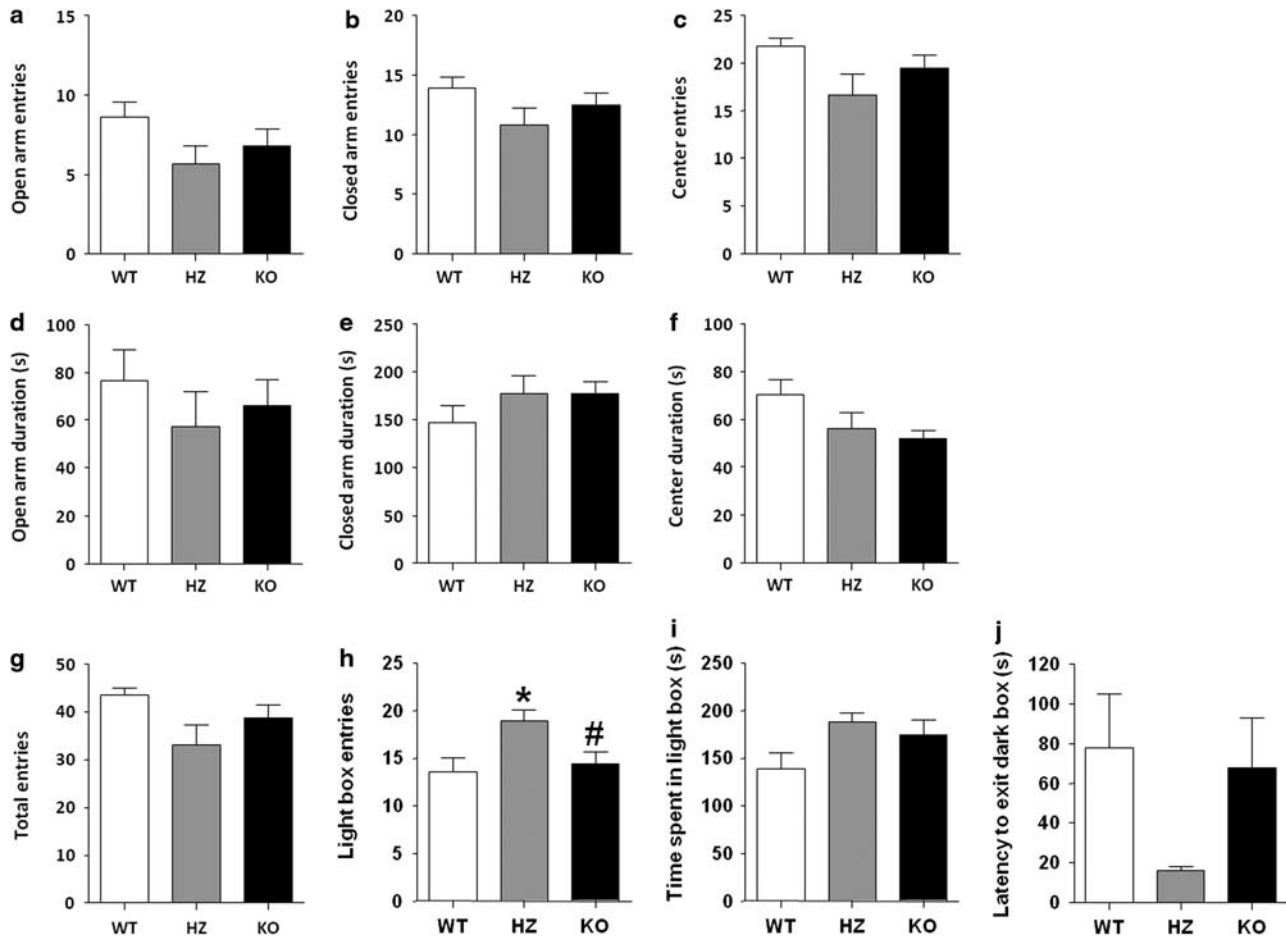 a
Open arm entries
15
10
5
0
WT HZ KO
b
Closed arm entries
20
15
10
5
0
WT HZ KO
c
Center entries
25
20
15
10
5
0
WT HZ KO
d
Open arm duration (s)
100
80
60
40
20
0
WT HZ KO
e
Closed arm duration (s)
250
200
150
100
50
0
WT HZ KO
f
Center duration (s)
100
80
60
40
20
0
WT HZ KO
g
Total entries
50
40
30
20
10
0
WT HZ KO
h
Light box entries
25
20
15
10
5
0
*
#
WT HZ KO
i
Time spent in light box (s)
250
200
150
100
50
0
WT HZ KO
j
Latency to exit dark box (s)
120
100
80
60
40
20
0
WT HZ KO